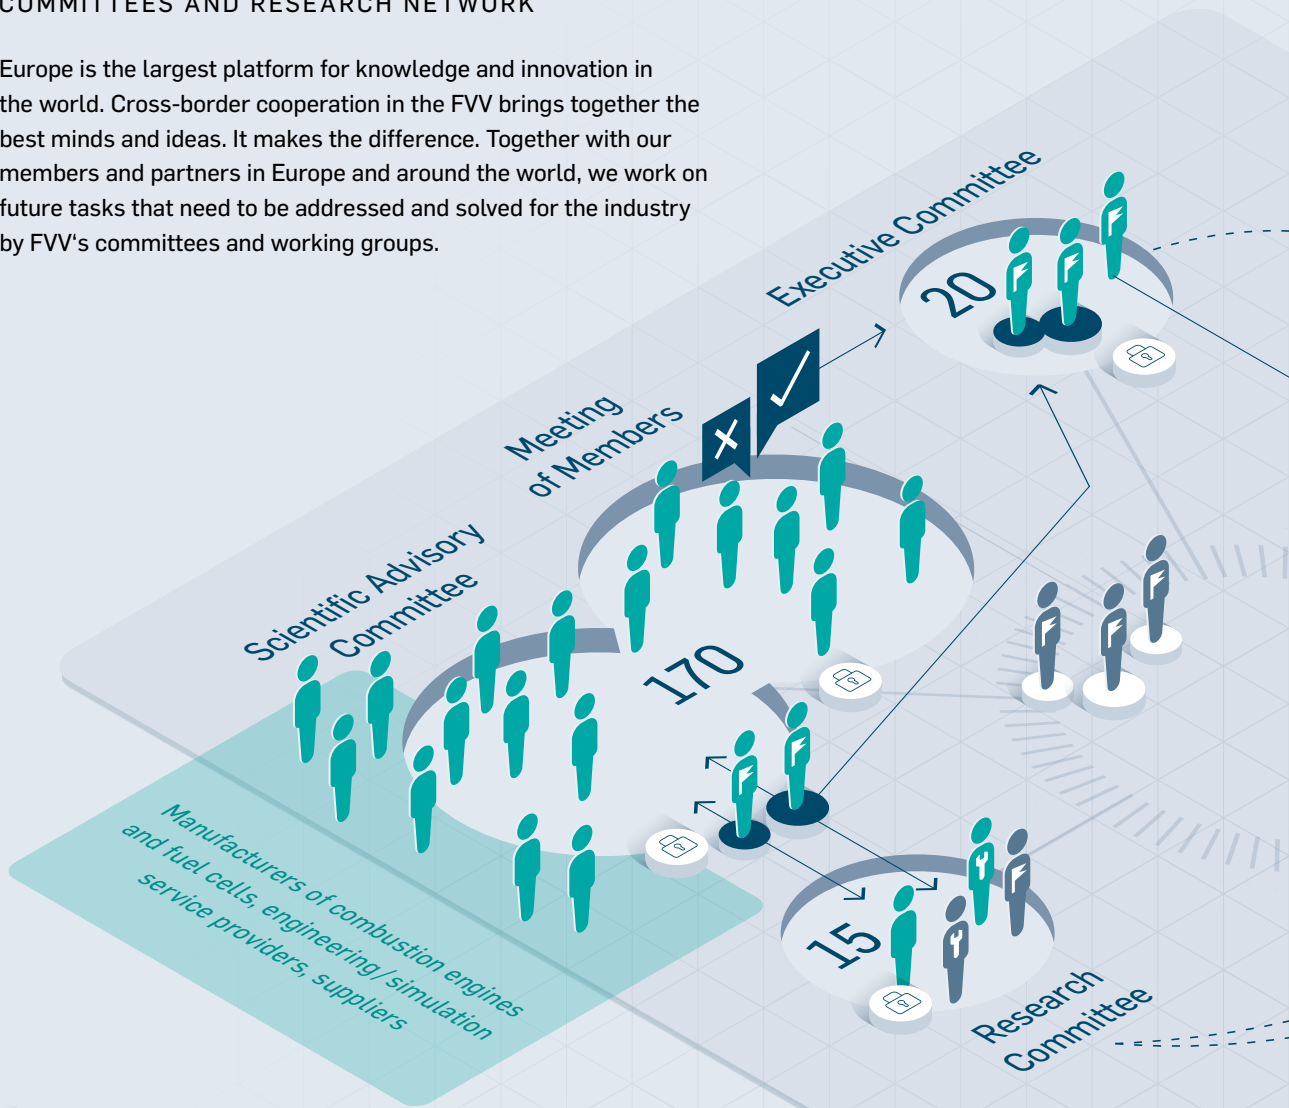 COMMITTEES AND RESEARCH NETWORK
Europe is the largest platform for knowledge and innovation in
the world. Cross-border cooperation in the FVV brings together the
best minds and ideas. It makes the difference. Together with our
members and partners in Europe and around the world, we work on
future tasks that need to be addressed and solved for the industry
by FVV‘s committees and working groups.
Executive Committee
20
Meeting
of Members
Scientific Advisory
Committee
170
Manufacturers of combustion engines
and fuel cells, engineering/simulation
service providers, suppliers
15
Research
Committee